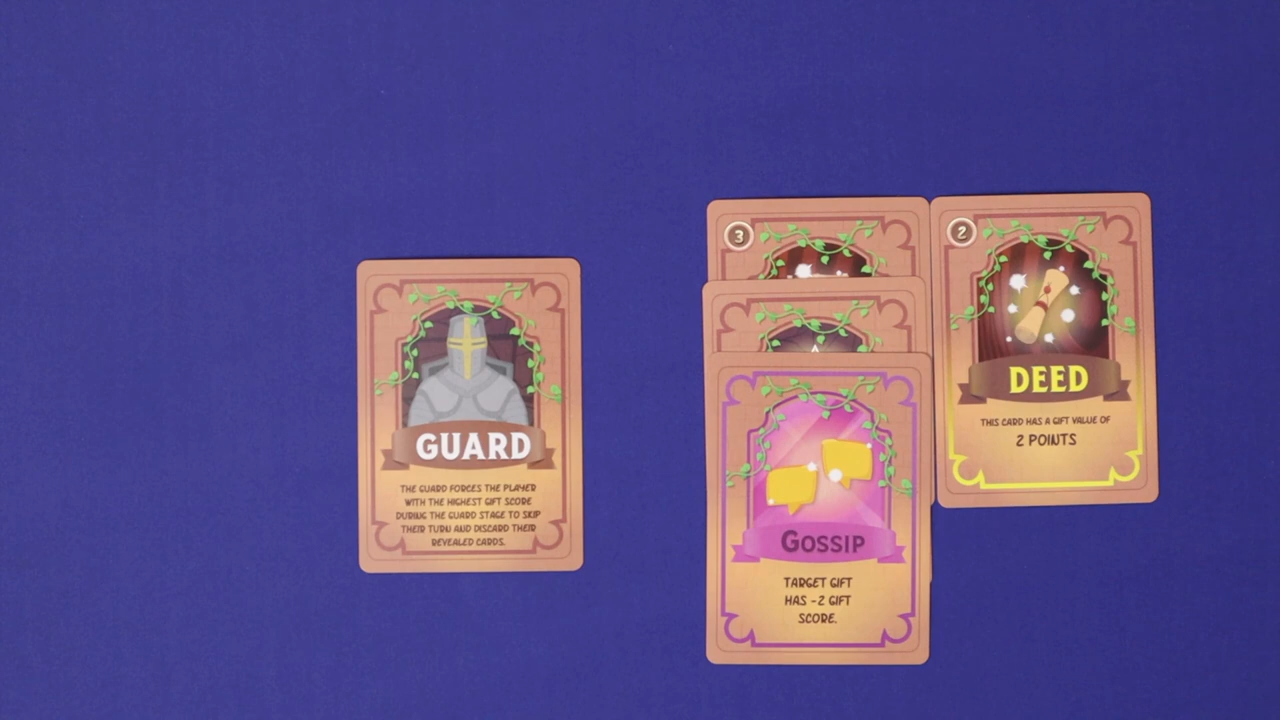 GUARD
THE GUARD FORCES THE PLAYER
WITH THE HIGHEST GIFT SCORE
DURING THE GUARD STAGE TO SKIP
THEIR TURN AND DISCARD THEIR
REVEALED CARDS.
3
GOSSIP
TARGET GIFT
HAS -2 GIFT
SCORE.
2
DEED
THIS CARD HAS A GIFT VALUE OF
2 POINTS